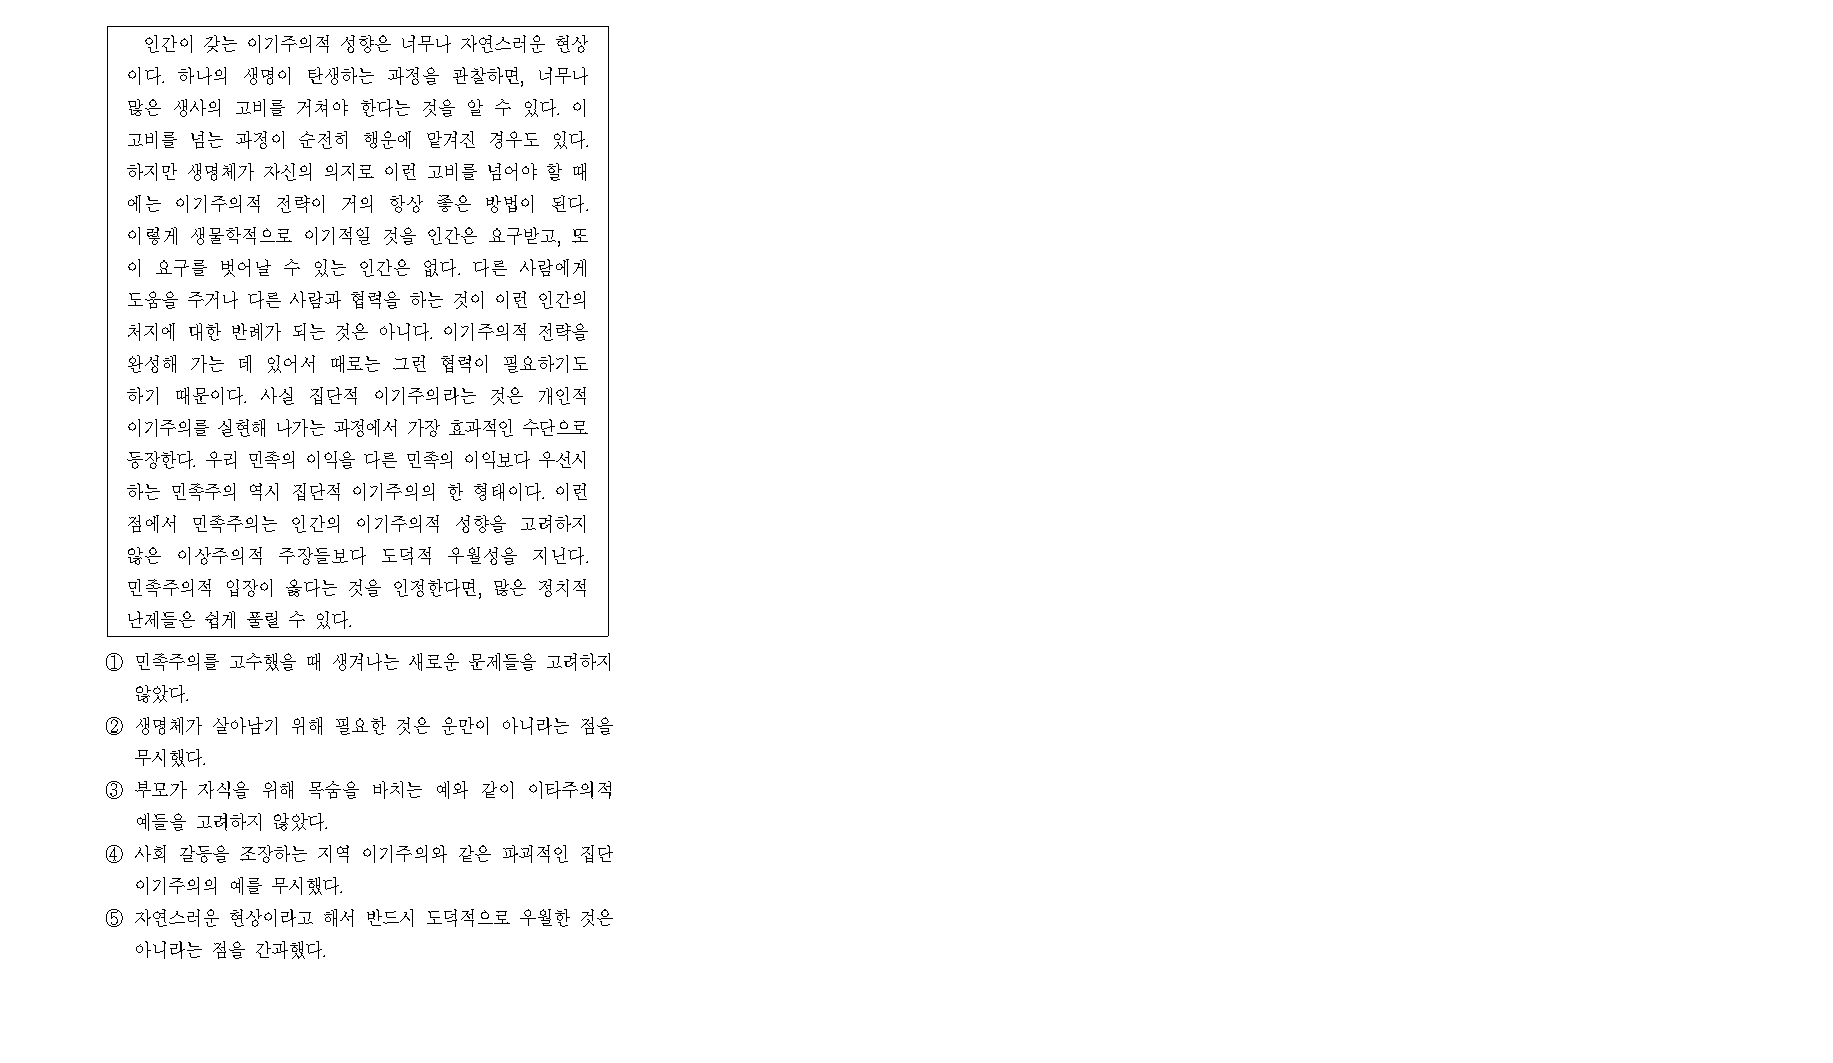 인간이 갖는 이기주의적 성향은 너무나 자연스러운 현상
이다. 하나의 생명이 탄생하는 과정을 관찰하면, 너무나
많은 생사의 고비를 거쳐야 한다는 것을 알 수 있다. 이
고비를 넘는 과정이 순전히 행운에 맡겨진 경우도 있다.
하지만 생명체가 자신의 의지로 이런 고비를 넘어야 할 때
에는 이기주의적 전략이 거의 항상 좋은 방법이 된다.
이렇게 생물학적으로 이기적일 것을 인간은 요구받고, 또
이 요구를 벗어날 수 있는 인간은 없다. 다른 사람에게
도움을 주거나 다른 사람과 협력을 하는 것이 이런 인간의
처지에 대한 반례가 되는 것은 아니다. 이기주의적 전략을
완성해 가는 데 있어서 때로는 그런 협력이 필요하기도
하기 때문이다. 사실 집단적 이기주의라는 것은 개인적
이기주의를 실현해 나가는 과정에서 가장 효과적인 수단으로
등장한다. 우리 민족의 이익을 다른 민족의 이익보다 우선시
하는 민족주의 역시 집단적 이기주의의 한 형태이다. 이런
점에서 민족주의는 인간의 이기주의적 성향을 고려하지
않은 이상주의적 주장들보다 도덕적 우월성을 지닌다.
민족주의적 입장이 옳다는 것을 인정한다면, 많은 정치적
난제들은 쉽게 풀릴 수 있다.
① 민족주의를 고수했을 때 생겨나는 새로운 문제들을 고려하지
않았다.
② 생명체가 살아남기 위해 필요한 것은 운만이 아니라는 점을
무시했다.
③ 부모가 자식을 위해 목숨을 바치는 예와 같이 이타주의적
예들을 고려하지 않았다.
④ 사회 갈등을 조장하는 지역 이기주의와 같은 파괴적인 집단
이기주의의 예를 무시했다.
⑤ 자연스러운 현상이라고 해서 반드시 도덕적으로 우월한 것은
아니라는 점을 간과했다.